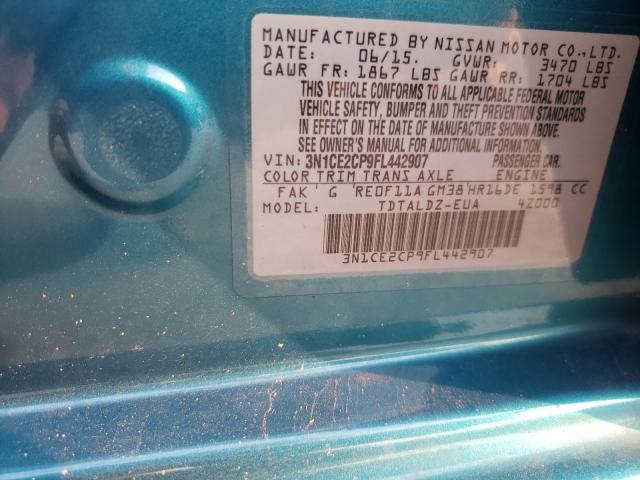 MANUFACTURED BY NISSAN MOTOR CO.,LTD.
DATE: 06/15. GVWR: 3470 LBS
GAWR FR: 1867 LBS GAWR RR: 1704 LBS
THIS VEHICLE CONFORMS TO ALL APPLICABLE FEDERAL MOTOR
VEHICLE SAFETY, BUMPER AND THEFT PREVENTION STANDARDS
IN EFFECT ON THE DATE OF MANUFACTURE SHOWN ABOVE.
SEE OWNER'S MANUAL FOR ADDITIONAL INFORMATION.
VIN: 3N1CE2CP9FL442907 PASSENGER CAR.
COLOR TRIM TRANS AXLE ENGINE
FAK ' G 'RE0F11A GM38'HR16DE 1598 CC
MODEL: TDTALDZ-EUA 4Z000
3N1CE2CP9FL442907